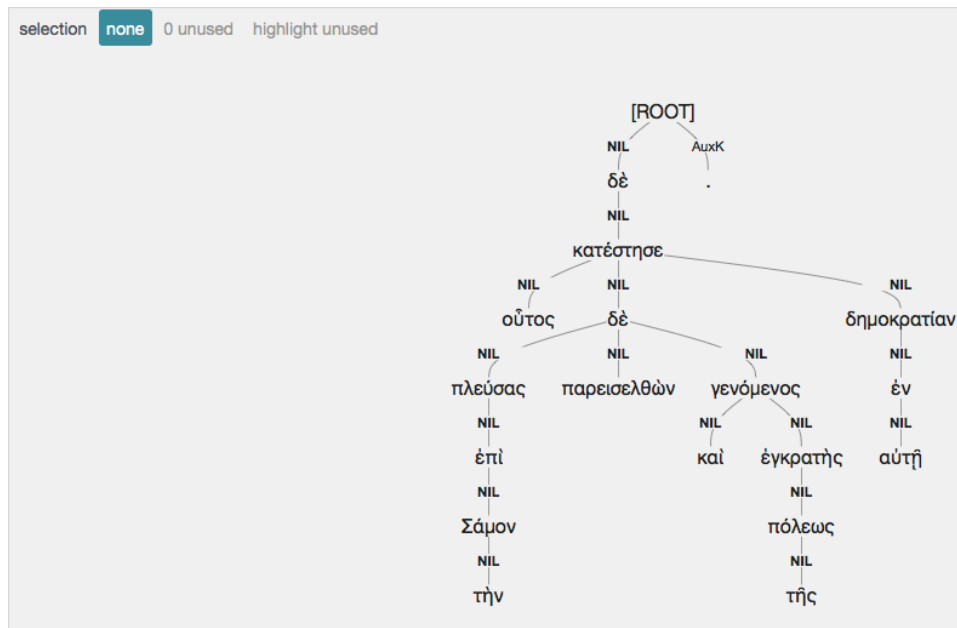 selection none 0 unused highlight unused
[ROOT]
NIL AuxK
δὲ .
NIL
κατέστησε
NIL NIL NIL
οὗτος δὲ δημοκρατίαν
NIL NIL NIL NIL
πλεύσας παρεισελθὼν γενόμενος ἐν
NIL NIL NIL NIL
ἐπὶ καὶ ἐγκρατὴς αὐτῇ
NIL NIL
Σάμον πόλεως
NIL NIL
τὴν τῆς